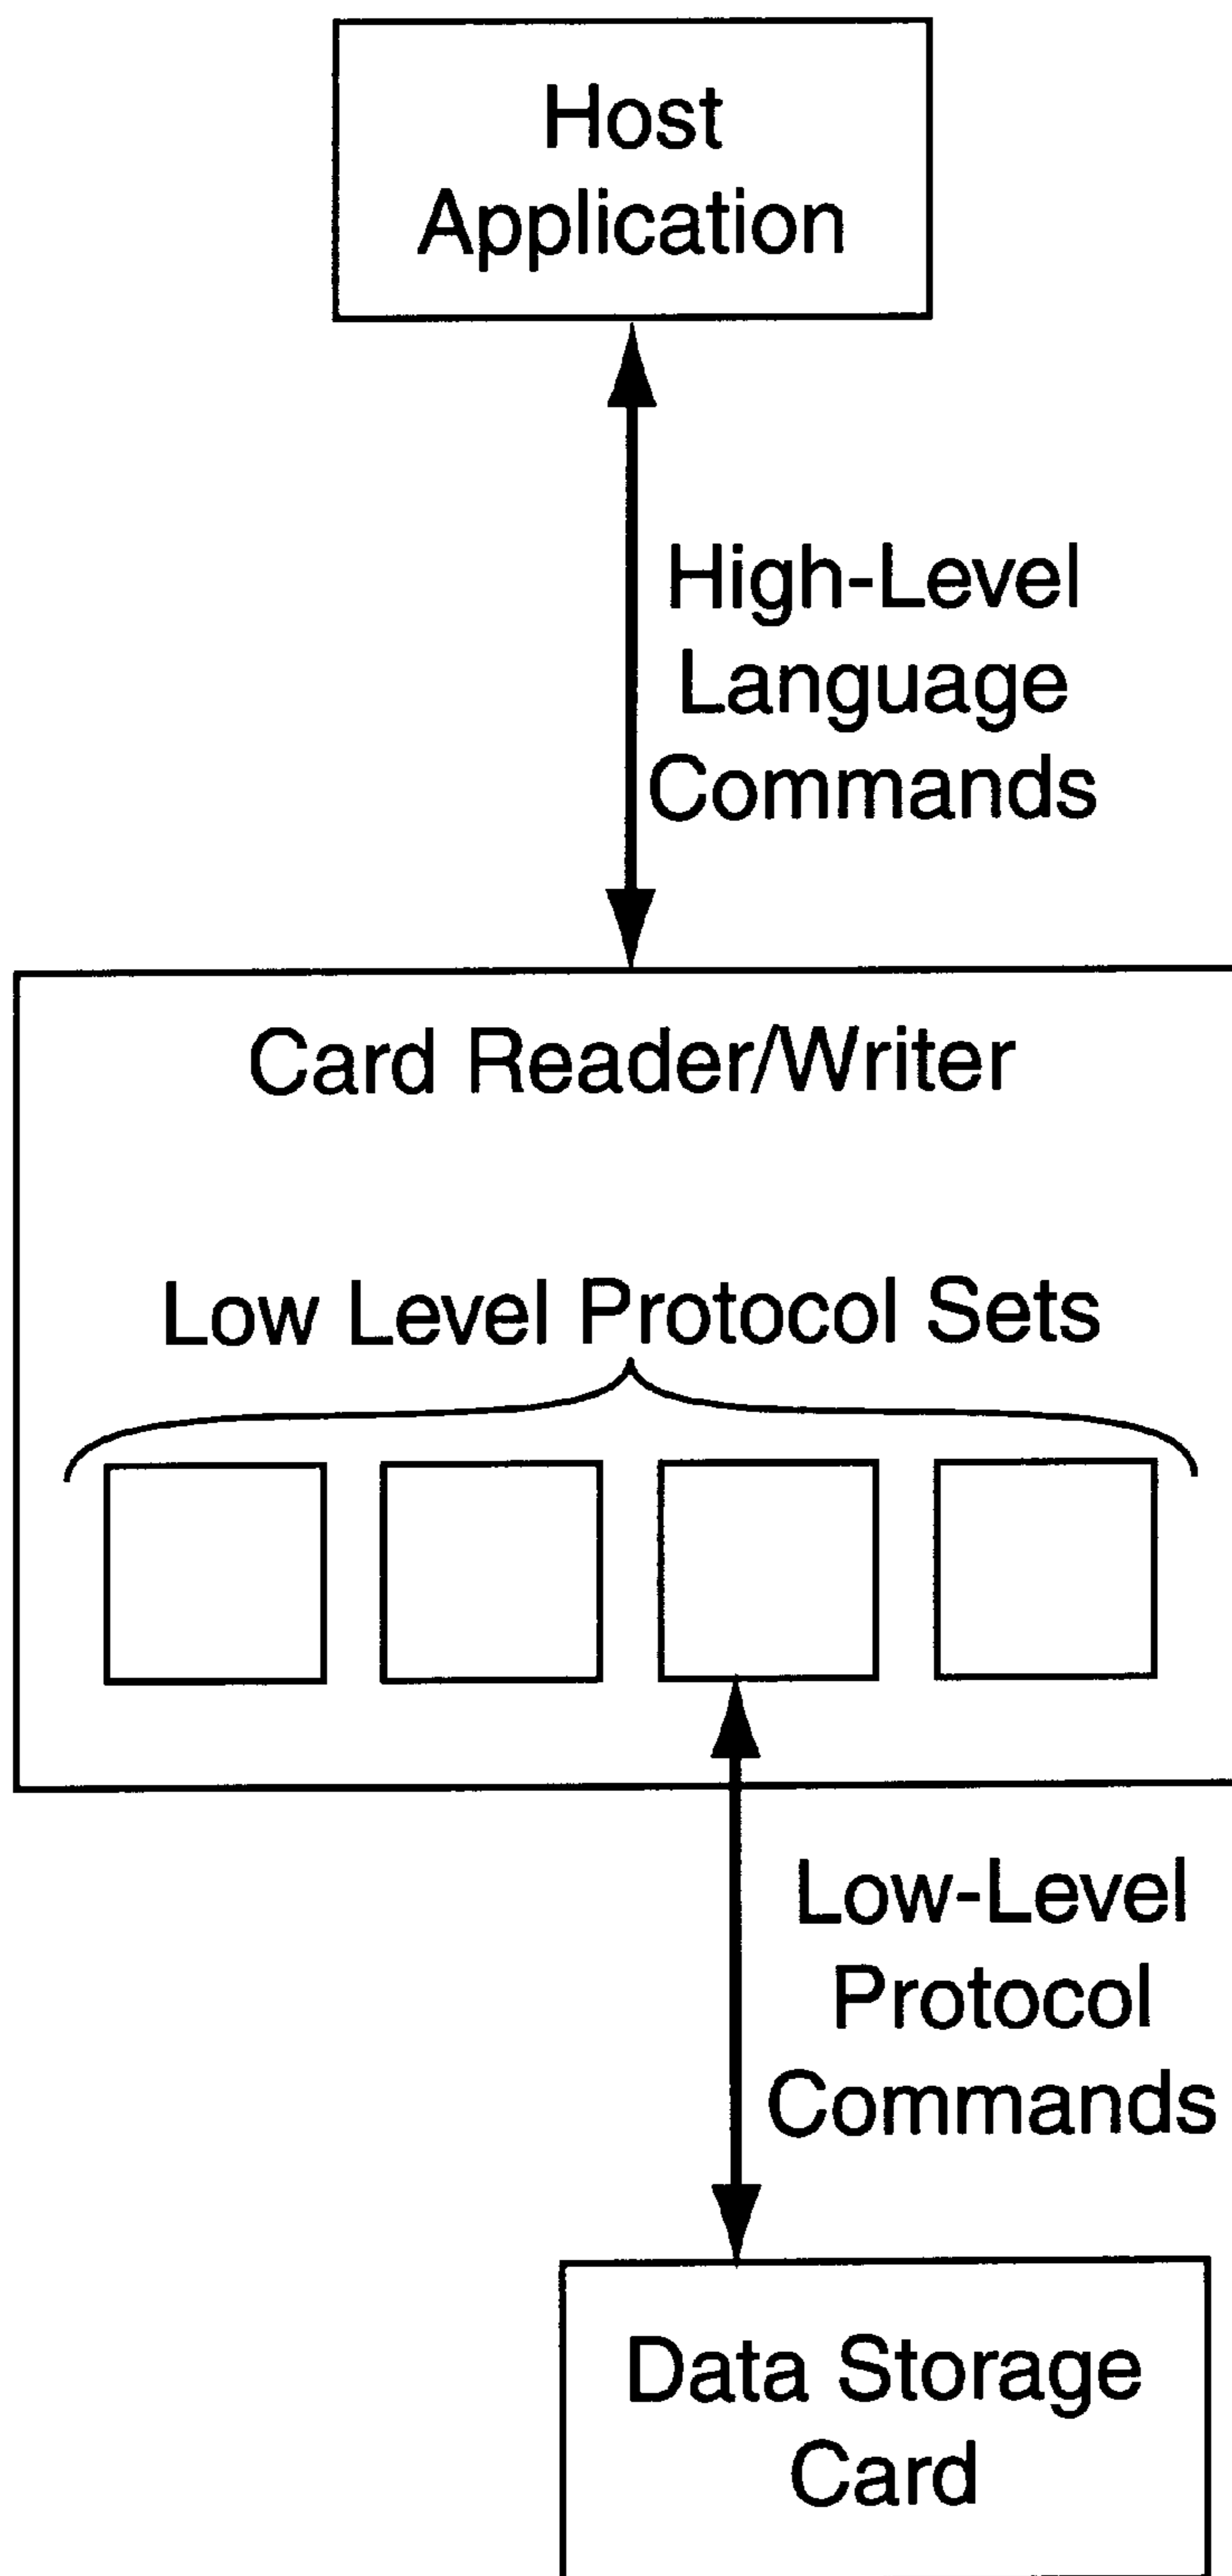 Host
Application
High-Level
Language
Commands
Card Reader/Writer
Low Level Protocol Sets
Low-Level
Protocol
Commands
Data Storage
Card